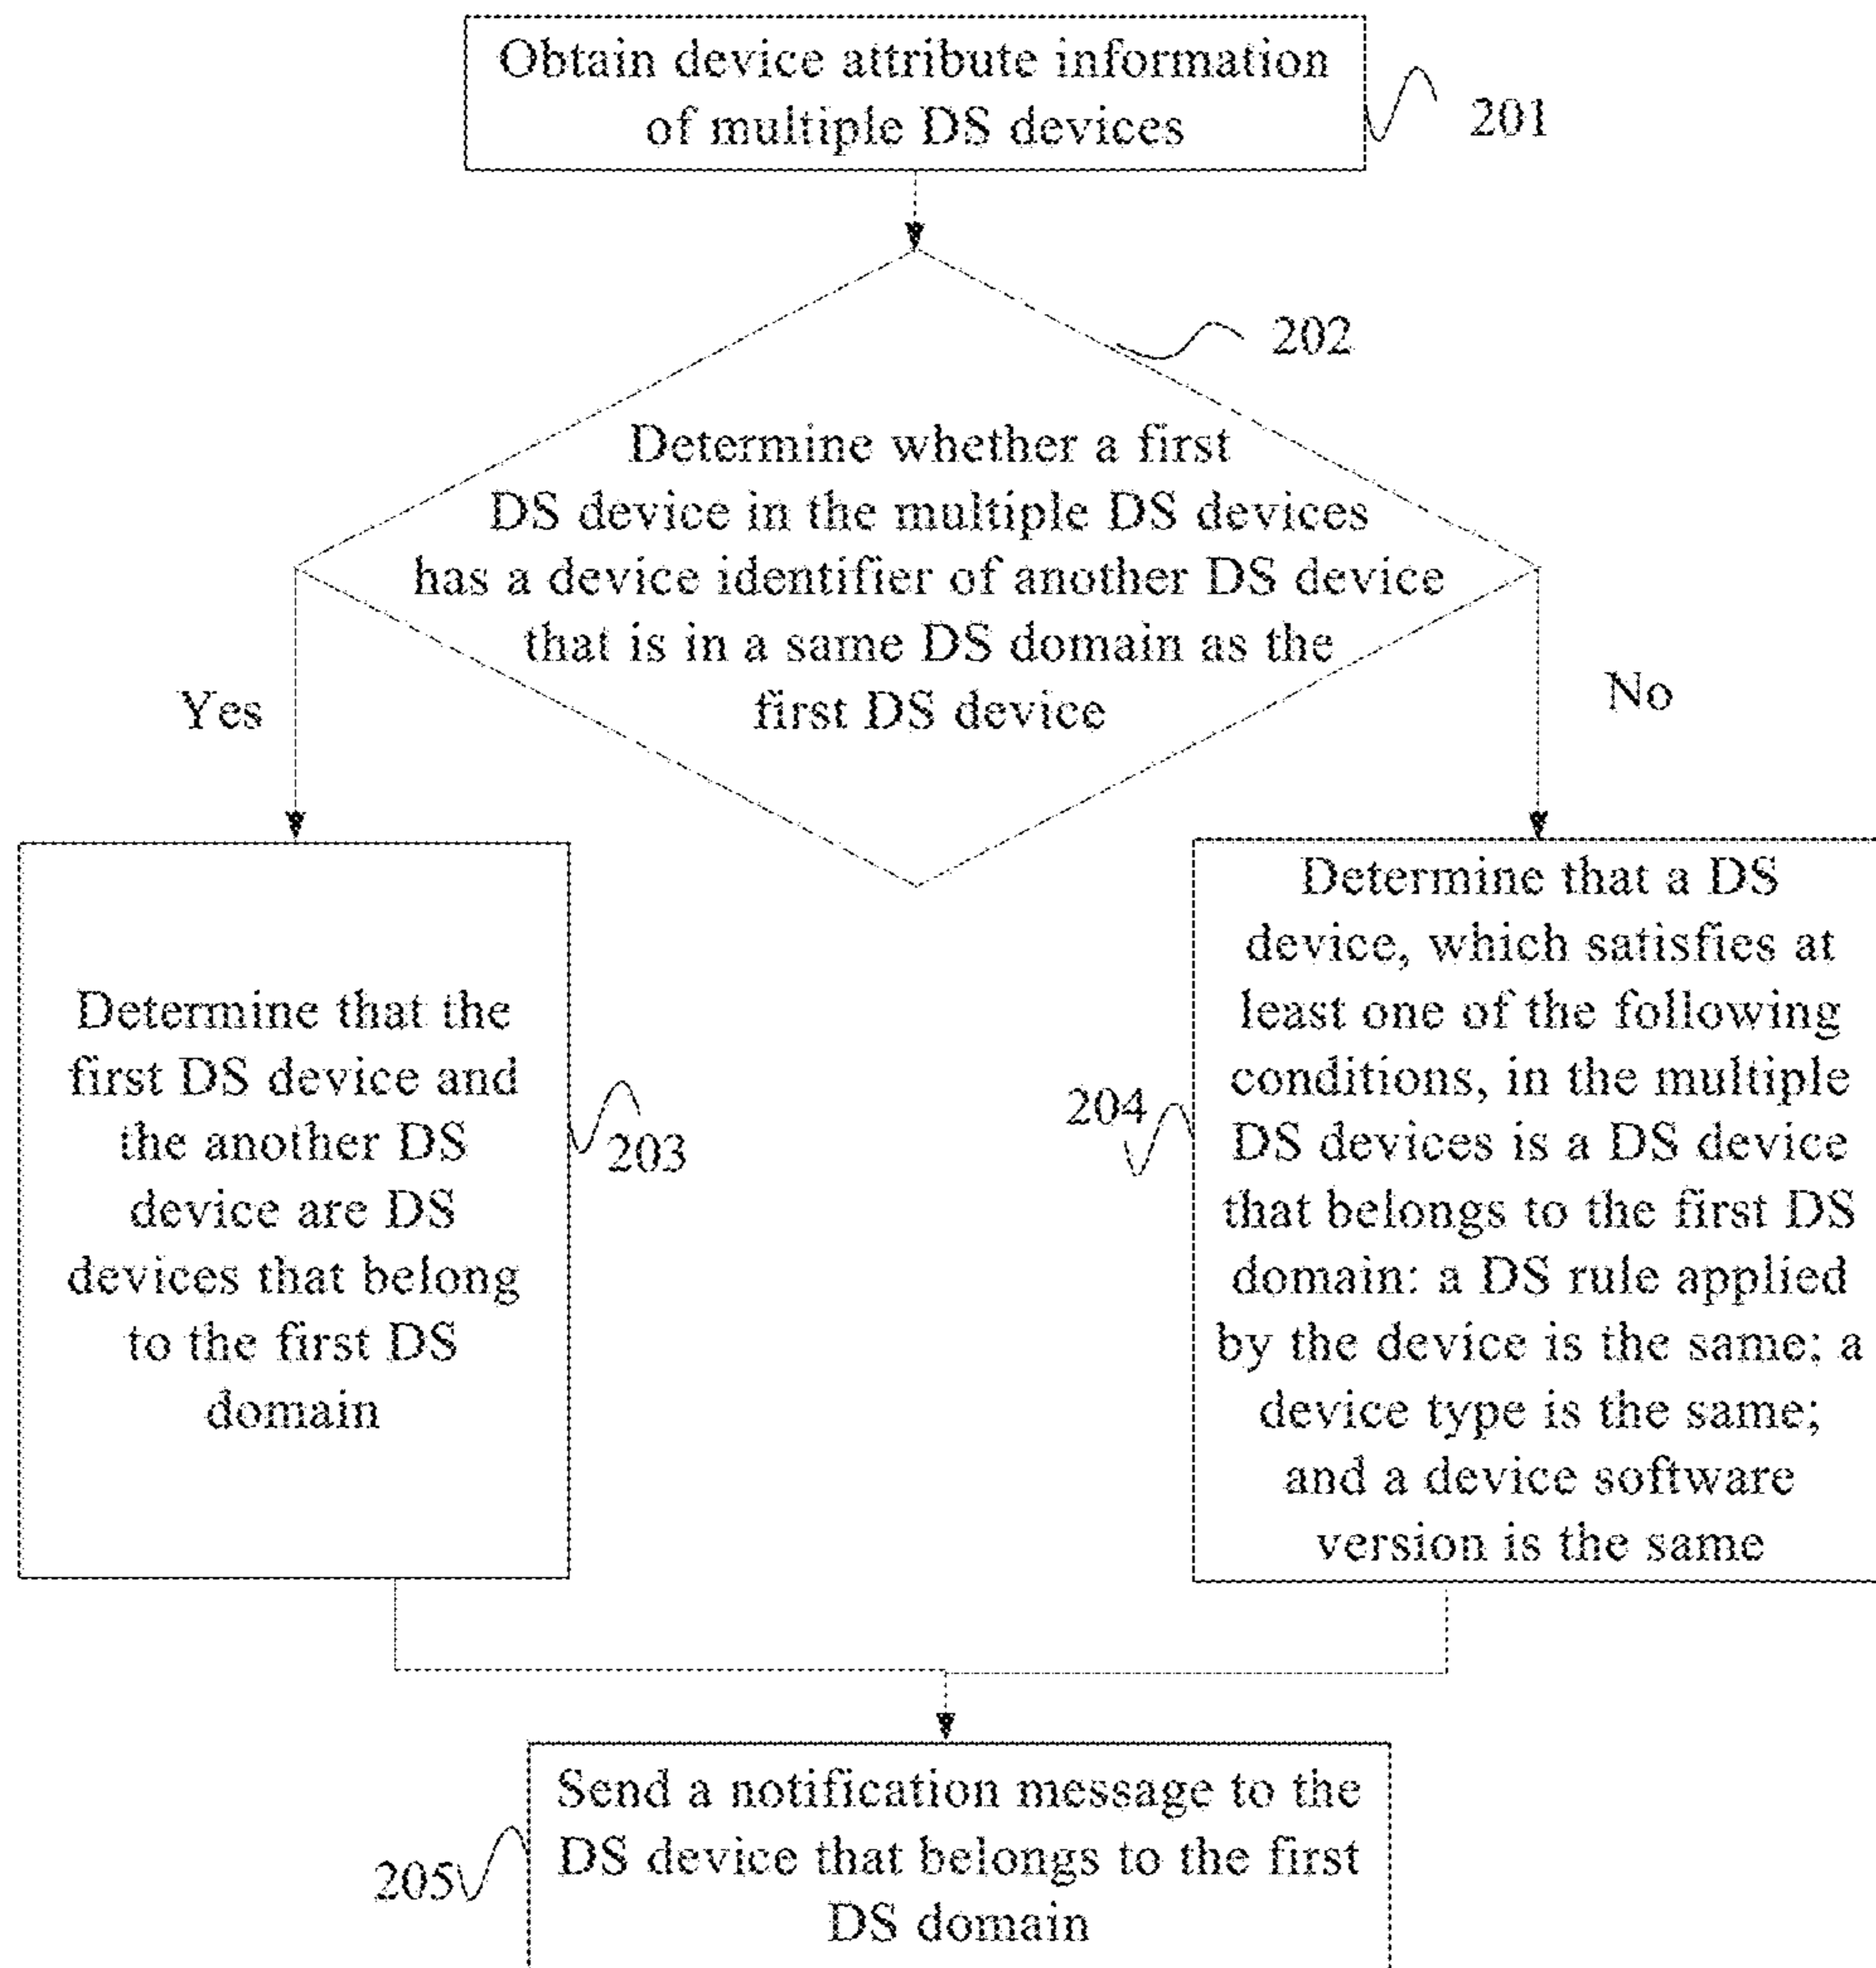 Obtain device attribute information
of multiple DS devices
201
202
Determine whether a first
DS device in the multiple DS devices
has a device identifier of another DS device
that is in a same DS domain as the
first DS device
Yes
No
Determine that the
first DS device and
the another DS
device are DS
devices that belong
to the first DS
domain
203
204
Determine that a DS
device, which satisfies at
least one of the following
conditions, in the multiple
DS devices is a DS device
that belongs to the first DS
domain: a DS rule applied
by the device is the same; a
device type is the same;
and a device software
version is the same
Send a notification message to the
DS device that belongs to the first
DS domain
205